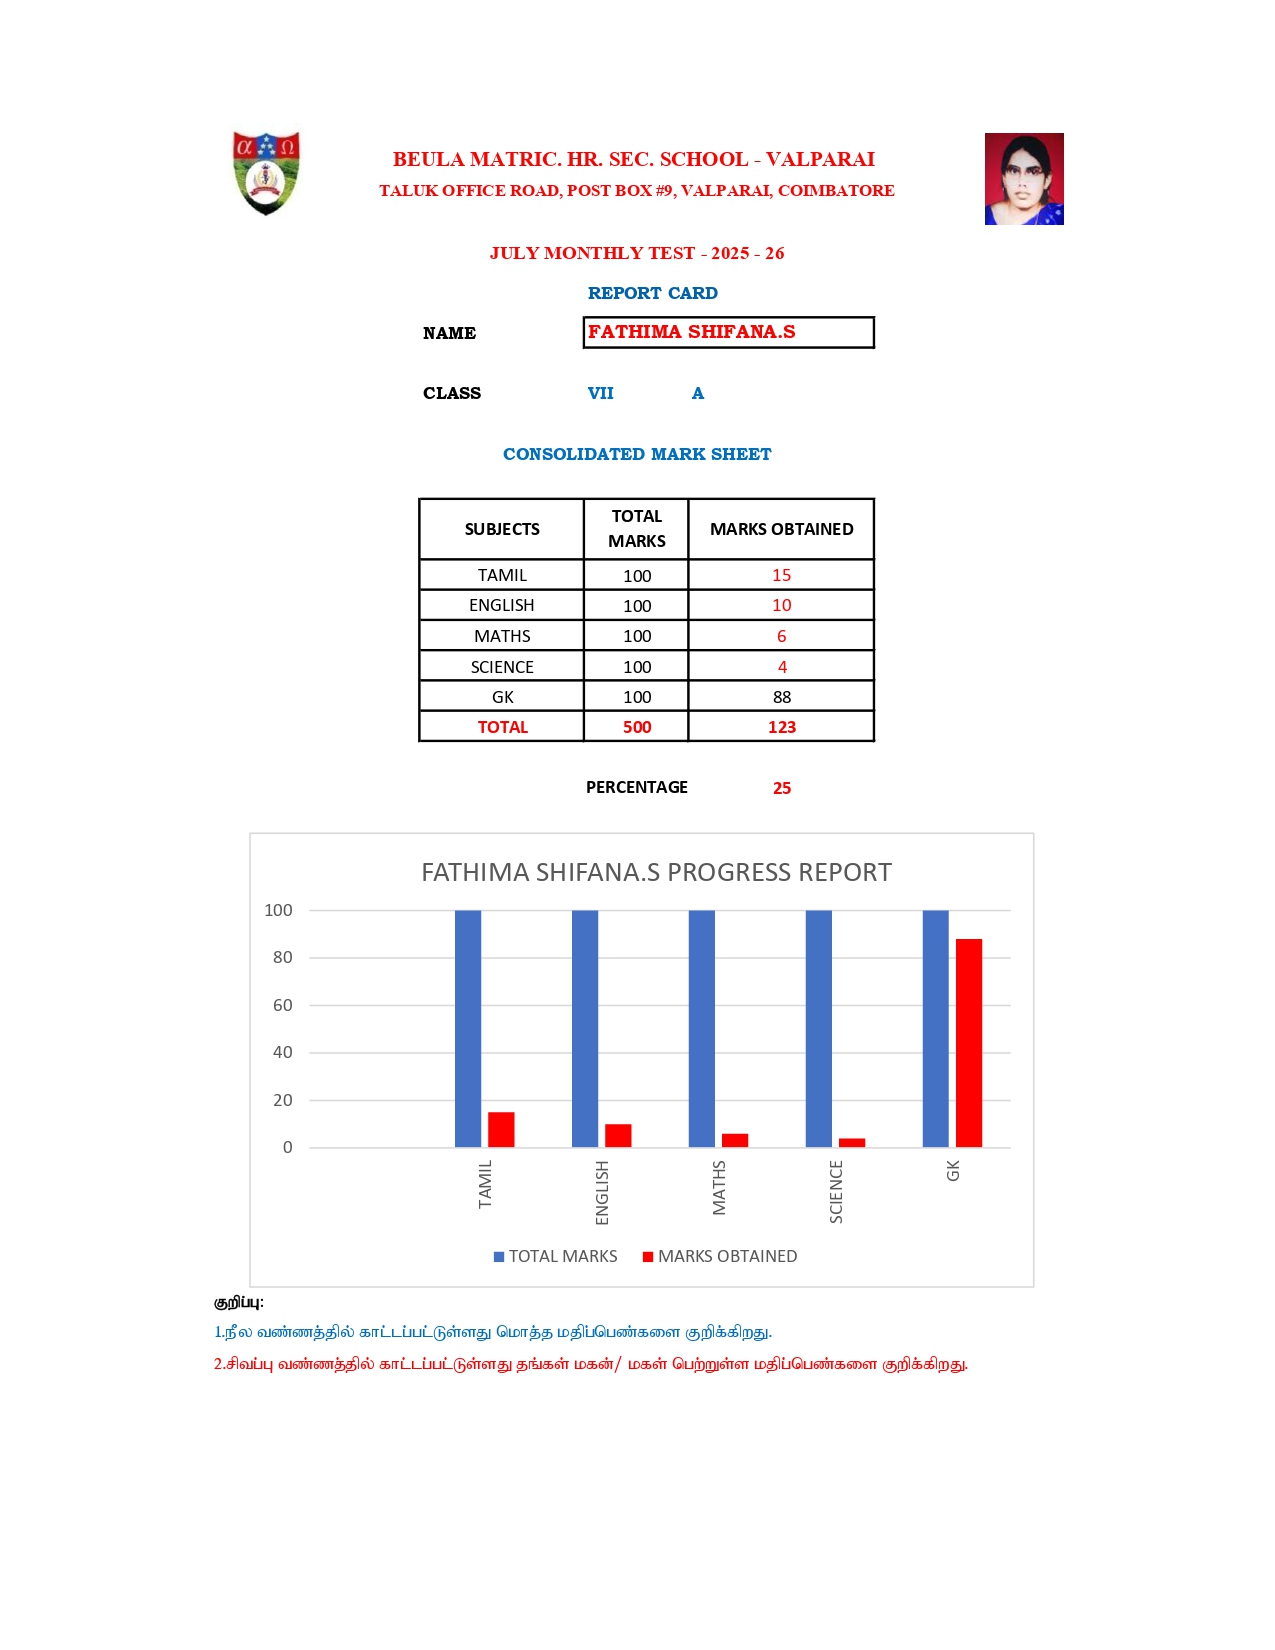 α Ω
BEULA MATRIC. HR. SEC. SCHOOL - VALPARAI
TALUK OFFICE ROAD, POST BOX #9, VALPARAI, COIMBATORE
JULY MONTHLY TEST - 2025 - 26
REPORT CARD
NAME FATHIMA SHIFANA.S
CLASS VII A
CONSOLIDATED MARK SHEET
SUBJECTS TOTAL MARKS MARKS OBTAINED
TAMIL 100 15
ENGLISH 100 10
MATHS 100 6
SCIENCE 100 4
GK 100 88
TOTAL 500 123
PERCENTAGE 25
FATHIMA SHIFANA.S PROGRESS REPORT
100
80
60
40
20
0
TAMIL ENGLISH MATHS SCIENCE GK
TOTAL MARKS MARKS OBTAINED
குறிப்பு:
1.நீல வண்ணத்தில் காட்டப்பட்டுள்ளது மொத்த மதிப்பெண்களை குறிக்கிறது.
2.சிவப்பு வண்ணத்தில் காட்டப்பட்டுள்ளது தங்கள் மகன்/ மகள் பெற்றுள்ள மதிப்பெண்களை குறிக்கிறது.